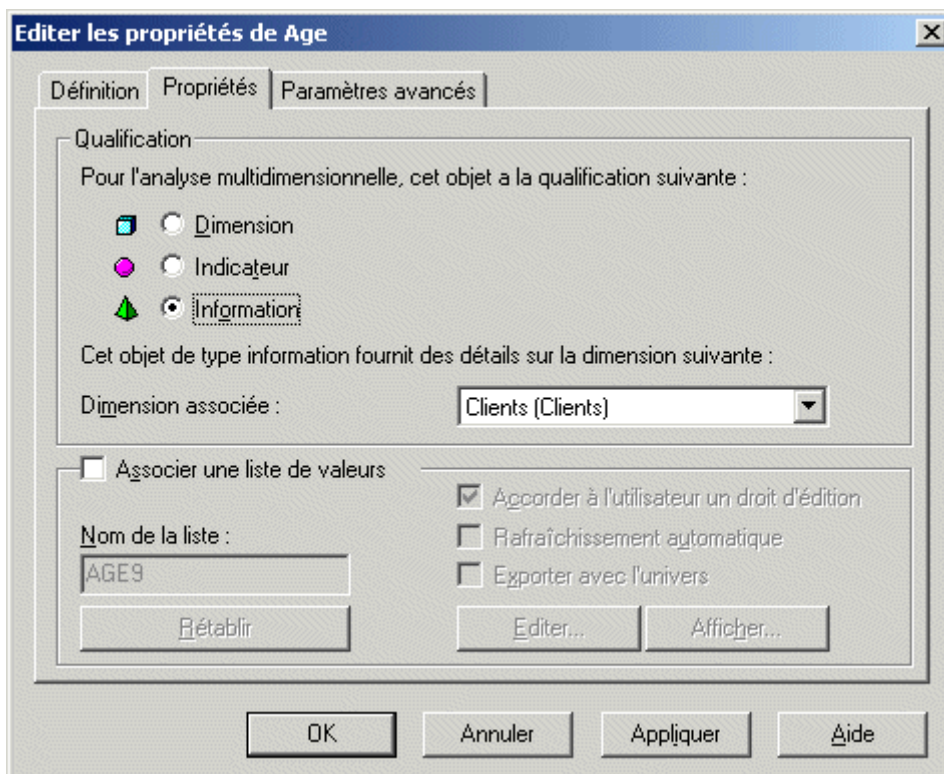 Editer les propriétés de Age
Définition Propriétés Paramètres avancés
Qualification
Pour l'analyse multidimensionnelle, cet objet a la qualification suivante :
Dimension
Indicateur
Information
Cet objet de type information fournit des détails sur la dimension suivante :
Dimension associée : Clients (Clients)
Associer une liste de valeurs
Accorder à l'utilisateur un droit d'édition
Nom de la liste :
Rafraîchissement automatique
AGE9
Exporter avec l'univers
Rétablir Editer... Afficher...
OK Annuler Appliquer Aide